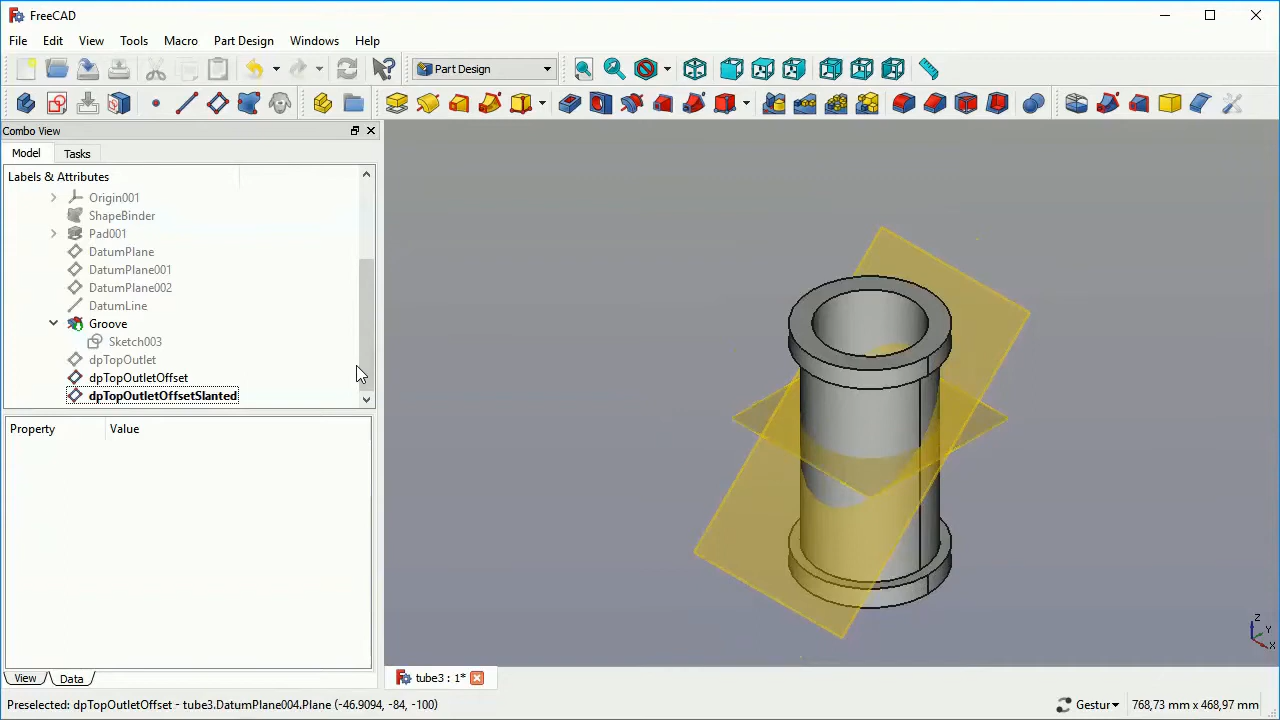 FreeCAD
File Edit View Tools Macro Part Design Windows Help
Part Design
Combo View
Model Tasks
Labels & Attributes
Origin001
ShapeBinder
Pad001
DatumPlane
DatumPlane001
DatumPlane002
DatumLine
Groove
Sketch003
dpTopOutlet
dpTopOutletOffset
dpTopOutletOffsetSlanted
Property Value
Z
Y
X
View Data
tube3 : 1*
Preselected: dpTopOutletOffset - tube3.DatumPlane004.Plane (-46.9094, -84, -100) Gestur 768,73 mm x 468,97 mm